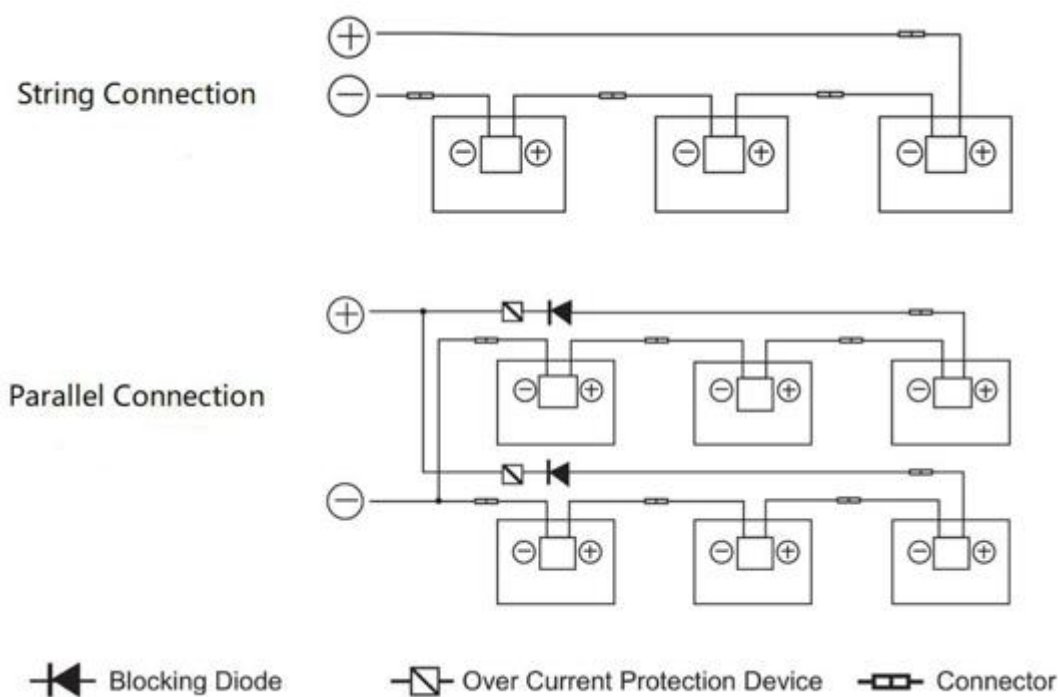 String Connection
Parallel Connection
Blocking Diode
Over Current Protection Device
Connector